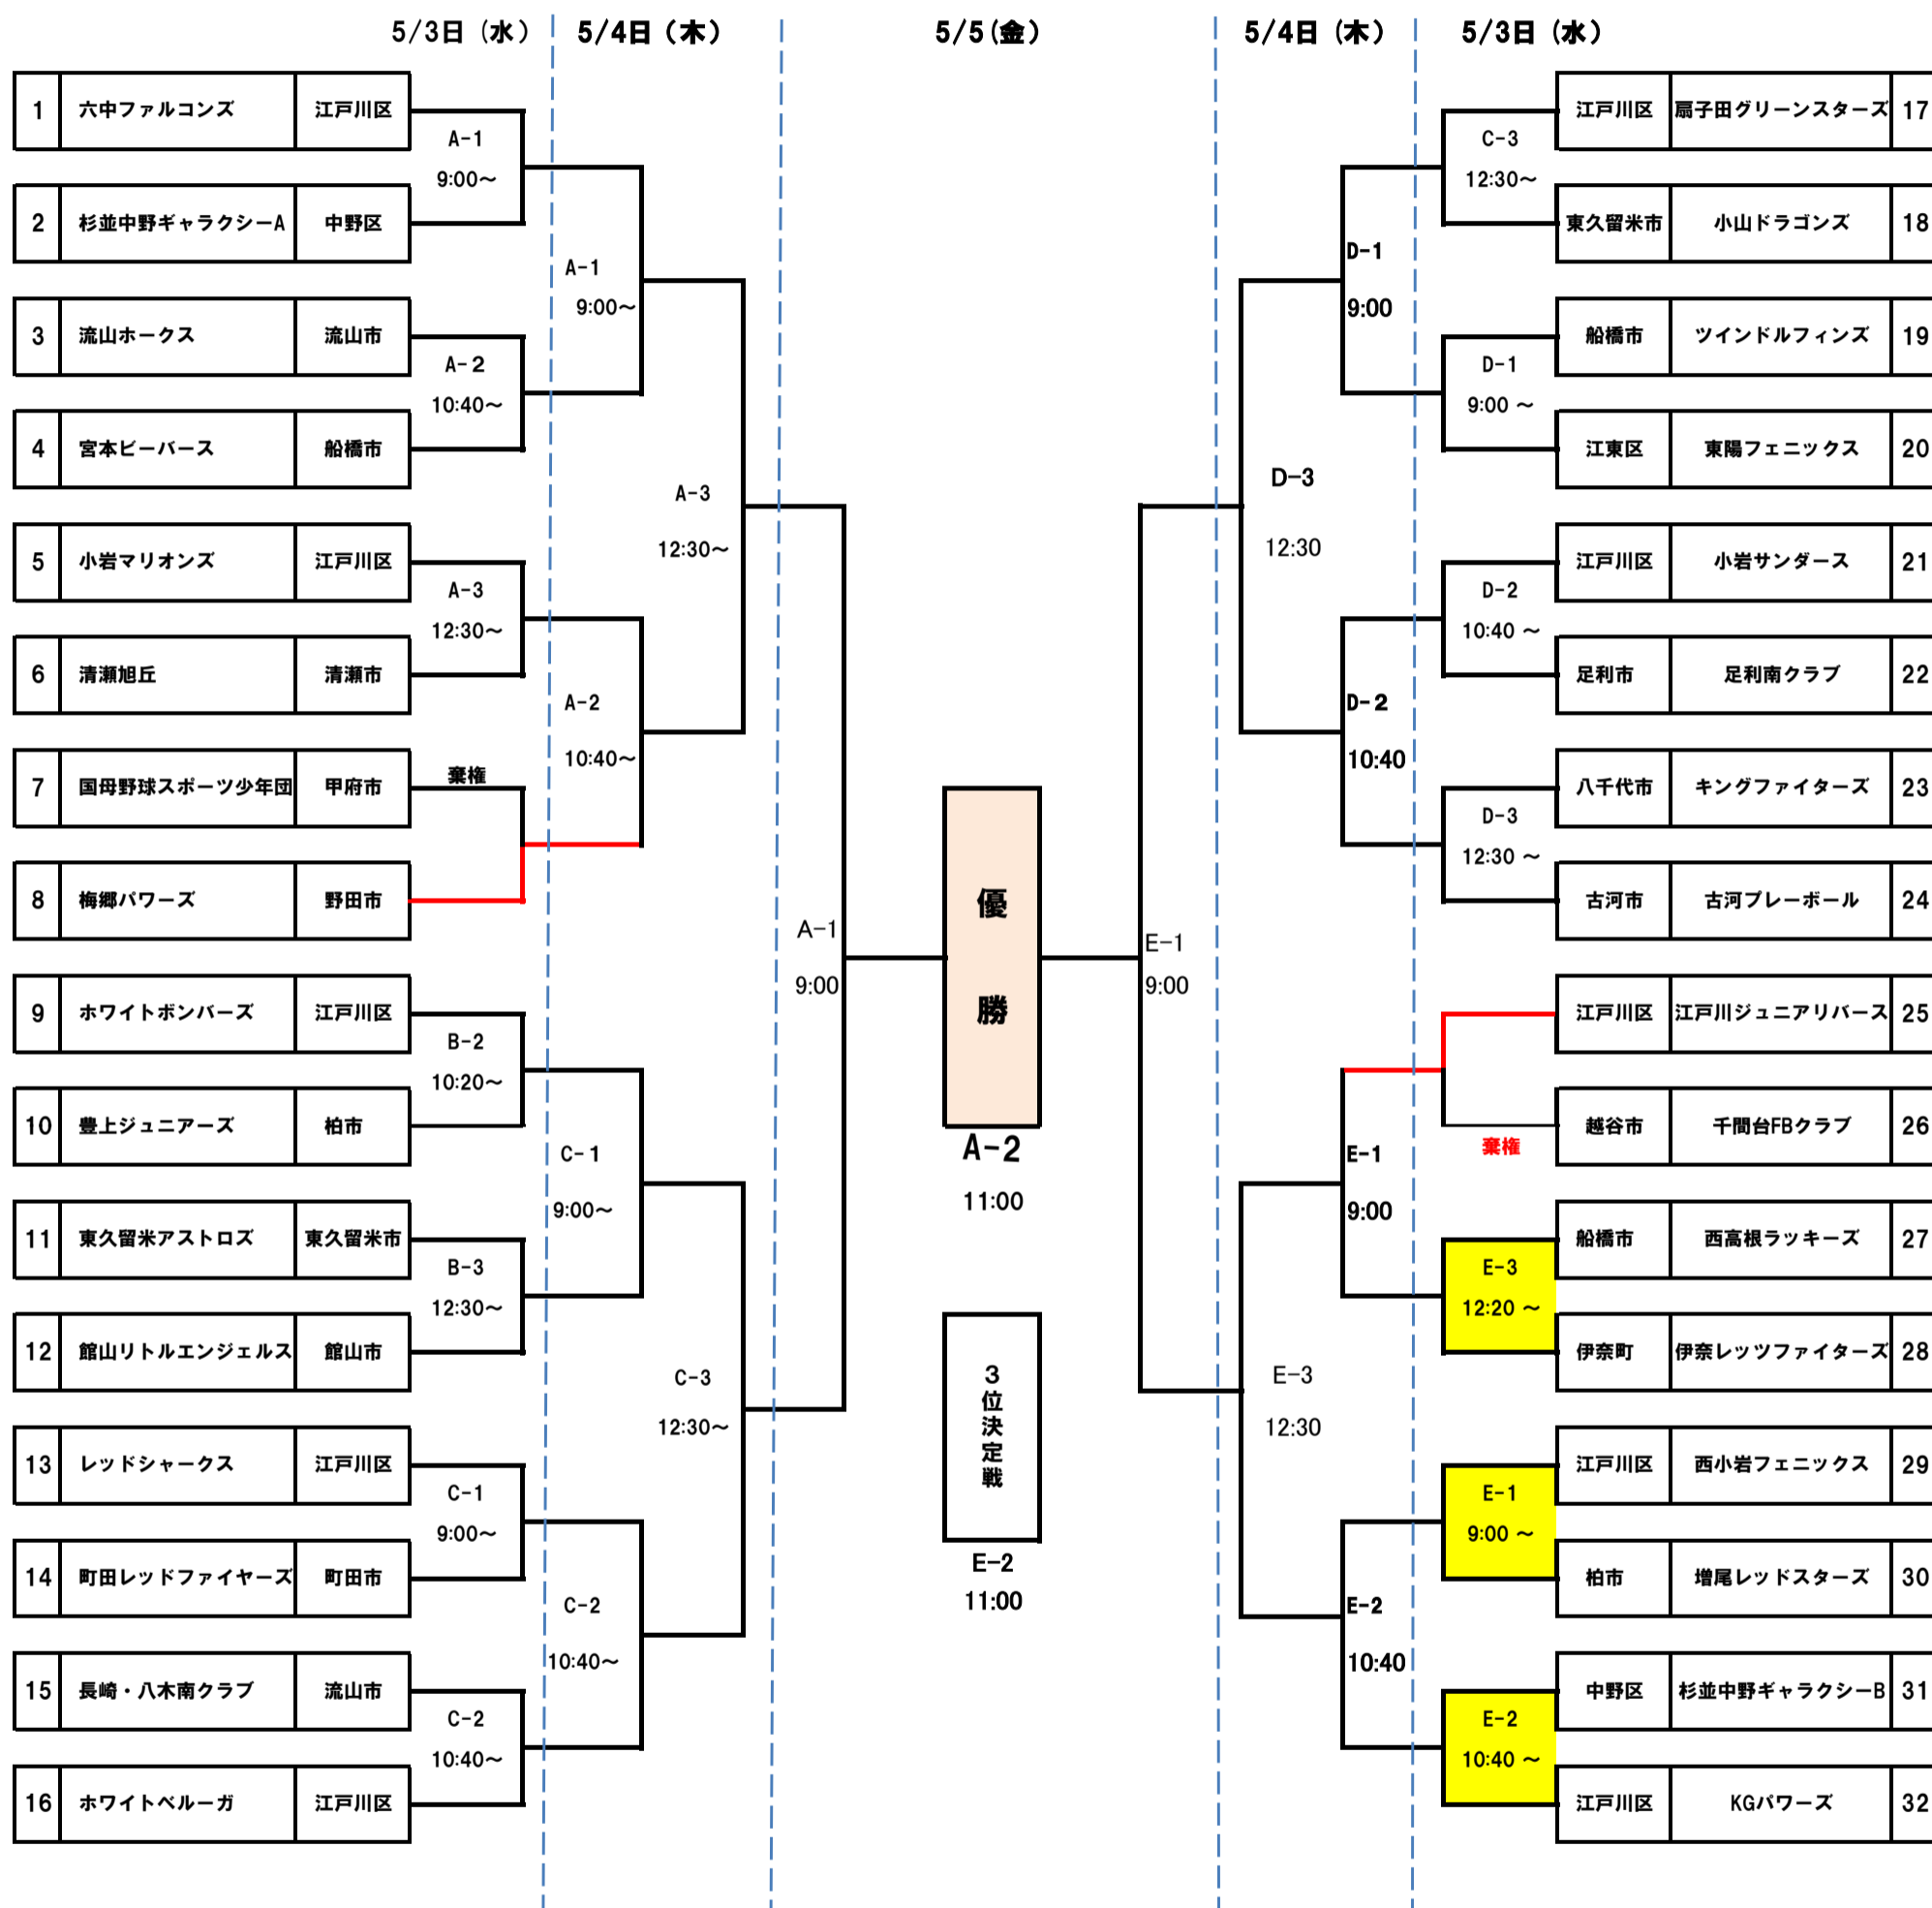 5/3日（水） 5/4日（木） 5/5(金) 5/4日（木） 5/3日（水）
1 六中ファルコンズ 江戸川区
A-1
9:00～
2 杉並中野ギャラクシーA 中野区
A-1
9:00～
3 流山ホークス 流山市
A-2
10:40～
4 宮本ビーバース 船橋市
A-3
12:30～
5 小岩マリオンズ 江戸川区
A-3
12:30～
6 清瀬旭丘 清瀬市
A-2
10:40～
7 国母野球スポーツ少年団 甲府市
棄権
8 梅郷パワーズ 野田市
A-1
9:00
9 ホワイトボンバーズ 江戸川区
B-2
10:20～
10 豊上ジュニアーズ 柏市
C-1
9:00～
11 東久留米アストロズ 東久留米市
B-3
12:30～
12 館山リトルエンジェルス 館山市
C-3
12:30～
13 レッドシャークス 江戸川区
C-1
9:00～
14 町田レッドファイヤーズ 町田市
C-2
10:40～
15 長崎・八木南クラブ 流山市
C-2
10:40～
16 ホワイトベルーガ 江戸川区
優
勝
A-2
11:00
3
位
決
定
戦
E-2
11:00
江戸川区 扇子田グリーンスターズ 17
C-3
12:30～
東久留米市 小山ドラゴンズ 18
D-1
9:00
船橋市 ツインドルフィンズ 19
D-1
9:00 ～
江東区 東陽フェニックス 20
D-3
12:30
江戸川区 小岩サンダース 21
D-2
10:40 ～
足利市 足利南クラブ 22
D-2
10:40
八千代市 キングファイターズ 23
D-3
12:30 ～
古河市 古河プレーボール 24
E-1
9:00
江戸川区 江戸川ジュニアリバース 25
越谷市 千間台FBクラブ 26
棄権
E-1
9:00
船橋市 西高根ラッキーズ 27
E-3
12:20 ～
伊奈町 伊奈レッツファイターズ 28
E-3
12:30
江戸川区 西小岩フェニックス 29
E-1
9:00 ～
柏市 増尾レッドスターズ 30
E-2
10:40
中野区 杉並中野ギャラクシーB 31
E-2
10:40 ～
江戸川区 KGパワーズ 32